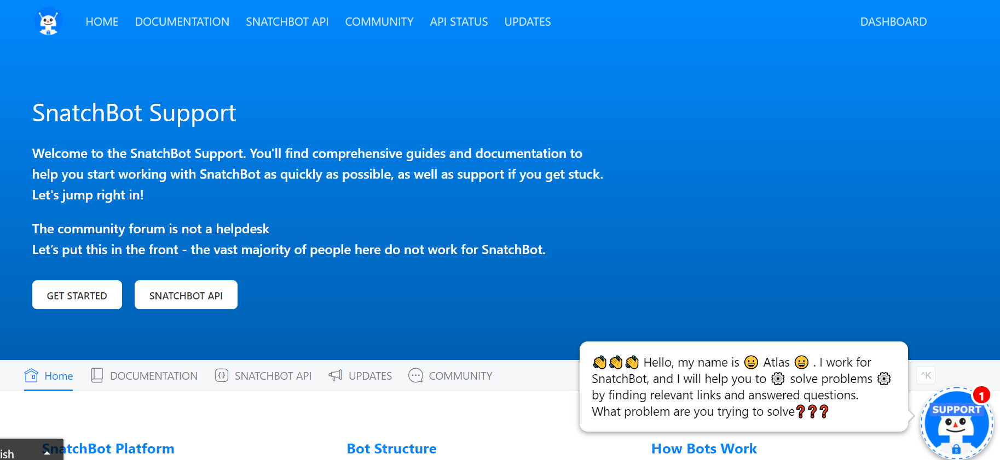 HOME DOCUMENTATION SNATCHBOT API COMMUNITY API STATUS UPDATES DASHBOARD
SnatchBot Support
Welcome to the SnatchBot Support. You'll find comprehensive guides and documentation to
help you start working with SnatchBot as quickly as possible, as well as support if you get stuck.
Let's jump right in!
The community forum is not a helpdesk
Let’s put this in the front - the vast majority of people here do not work for SnatchBot.
GET STARTED SNATCHBOT API
Home DOCUMENTATION SNATCHBOT API UPDATES COMMUNITY ^K
👋👋👋 Hello, my name is 😀 Atlas 😀 . I work for
SnatchBot, and I will help you to ⚙️ solve problems ⚙️
by finding relevant links and answered questions.
What problem are you trying to solve❓❓❓
1
SUPPORT
S
SnatchBot Platform Bot Structure How Bots Work
ish